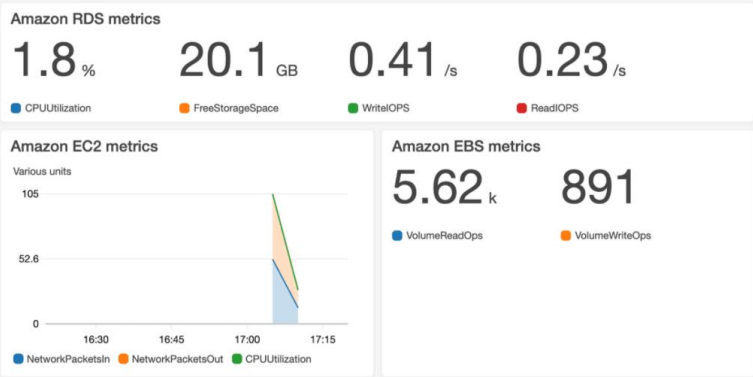 Amazon RDS metrics
1.8 % 20.1 GB 0.41 /s 0.23 /s
CPUUtilization FreeStorageSpace WriteIOPS ReadIOPS
Amazon EC2 metrics
Various units
105
52.6
0
16:30 16:45 17:00 17:15
NetworkPacketsIn NetworkPacketsOut CPUUtilization
Amazon EBS metrics
5.62 k 891
VolumeReadOps VolumeWriteOps